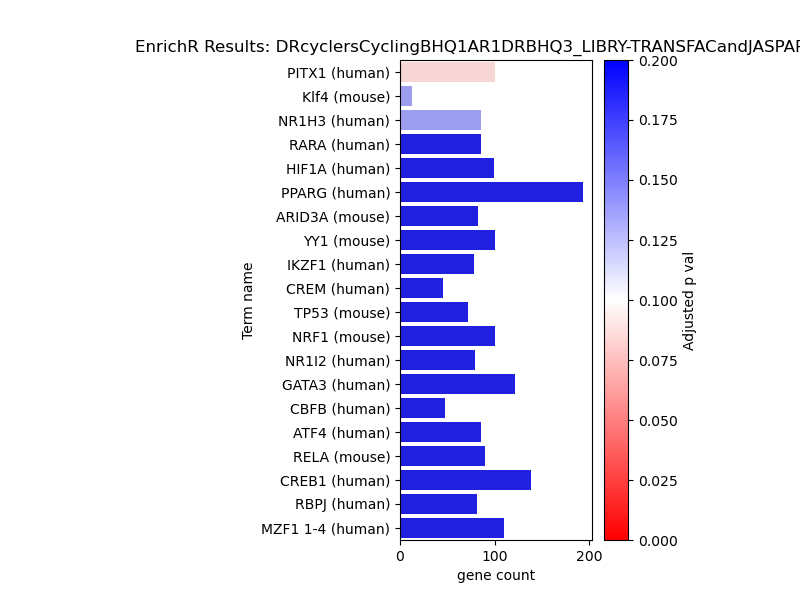 EnrichR Results: DRcyclersCyclingBHQ1AR1DRBHQ3_LIBRY-TRANSFACandJASPAR
PITX1 (human)
Klf4 (mouse)
NR1H3 (human)
RARA (human)
HIF1A (human)
PPARG (human)
ARID3A (mouse)
YY1 (mouse)
IKZF1 (human)
CREM (human)
TP53 (mouse)
NRF1 (mouse)
NR1I2 (human)
GATA3 (human)
CBFB (human)
ATF4 (human)
RELA (mouse)
CREB1 (human)
RBPJ (human)
MZF1 1-4 (human)
Term name
0 100 200
gene count
0.200
0.175
0.150
0.125
0.100
0.075
0.050
0.025
0.000
Adjusted p val